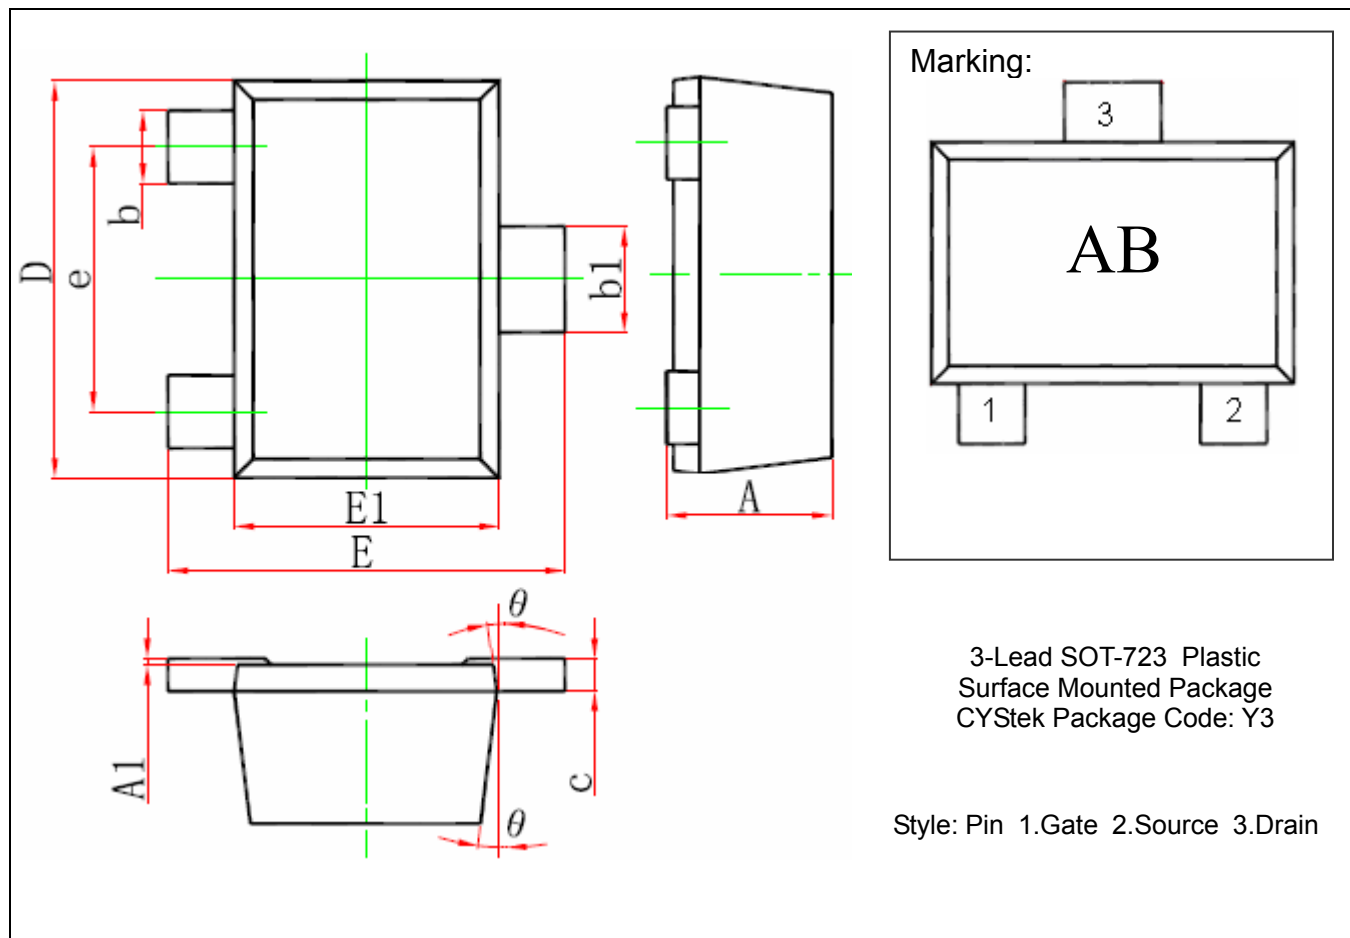 Marking:
3
AB
1
2
b
D
e
b1
E1
E
A
θ
A1
c
θ
3-Lead SOT-723 Plastic
Surface Mounted Package
CYStek Package Code: Y3
Style: Pin 1.Gate 2.Source 3.Drain